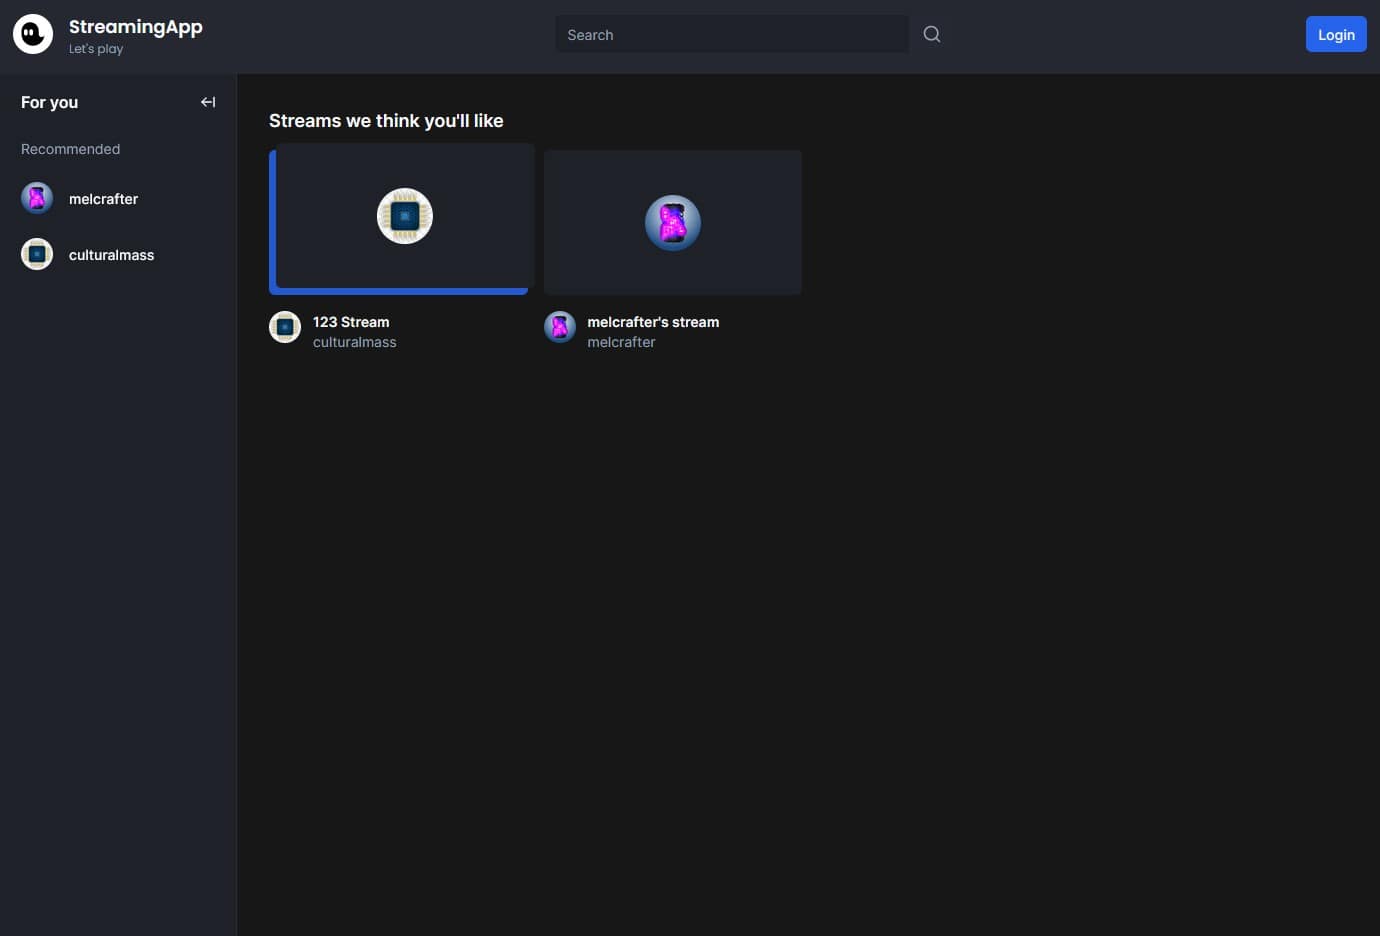 StreamingApp
Let's play
Search
Login
For you
Recommended
melcrafter
culturalmass
Streams we think you'll like
123 Stream
culturalmass
melcrafter's stream
melcrafter